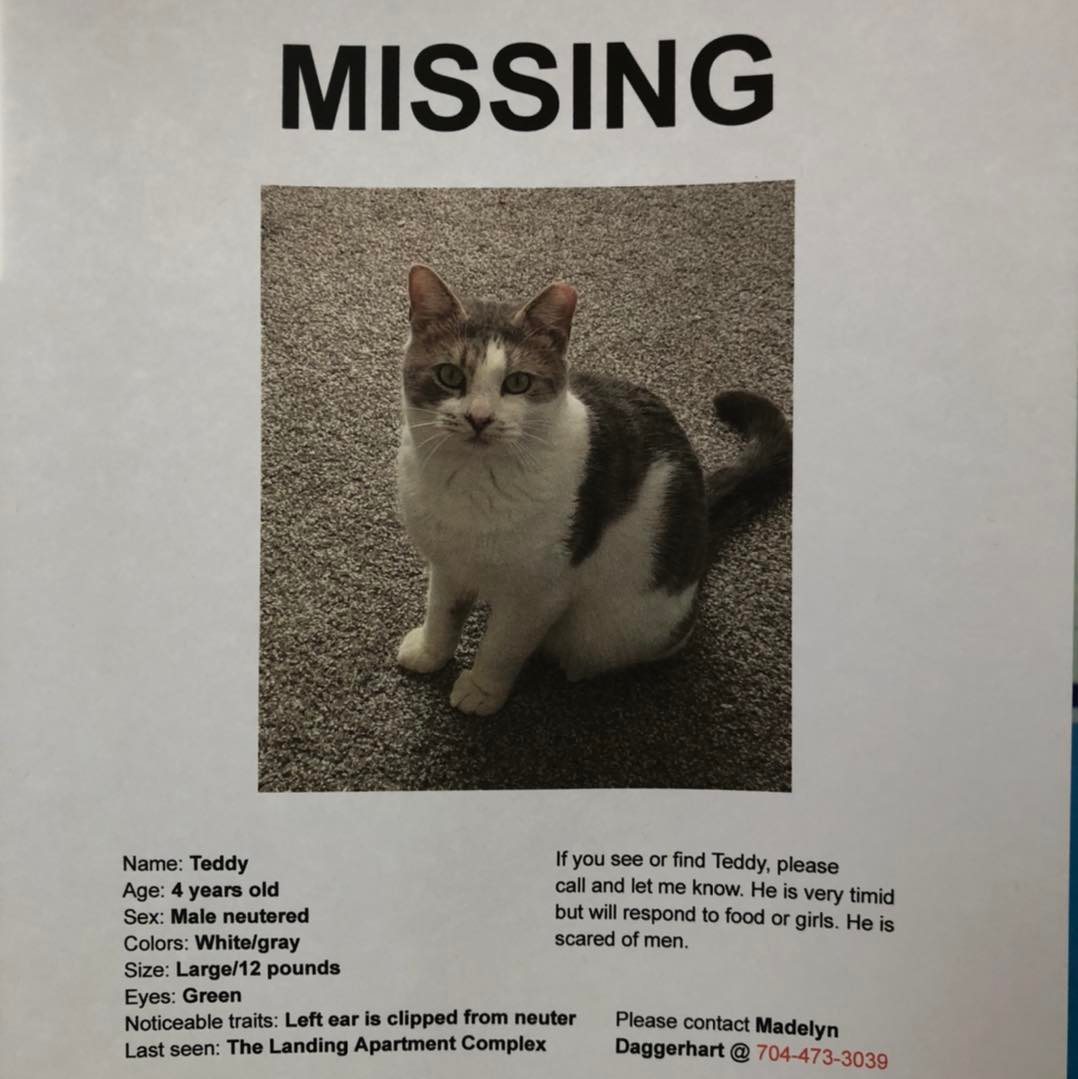 MISSING
Name: Teddy
Age: 4 years old
Sex: Male neutered
Colors: White/gray
Size: Large/12 pounds
Eyes: Green
Noticeable traits: Left ear is clipped from neuter
Last seen: The Landing Apartment Complex
If you see or find Teddy, please
call and let me know. He is very timid
but will respond to food or girls. He is
scared of men.
Please contact Madelyn
Daggerhart @ 704-473-3039